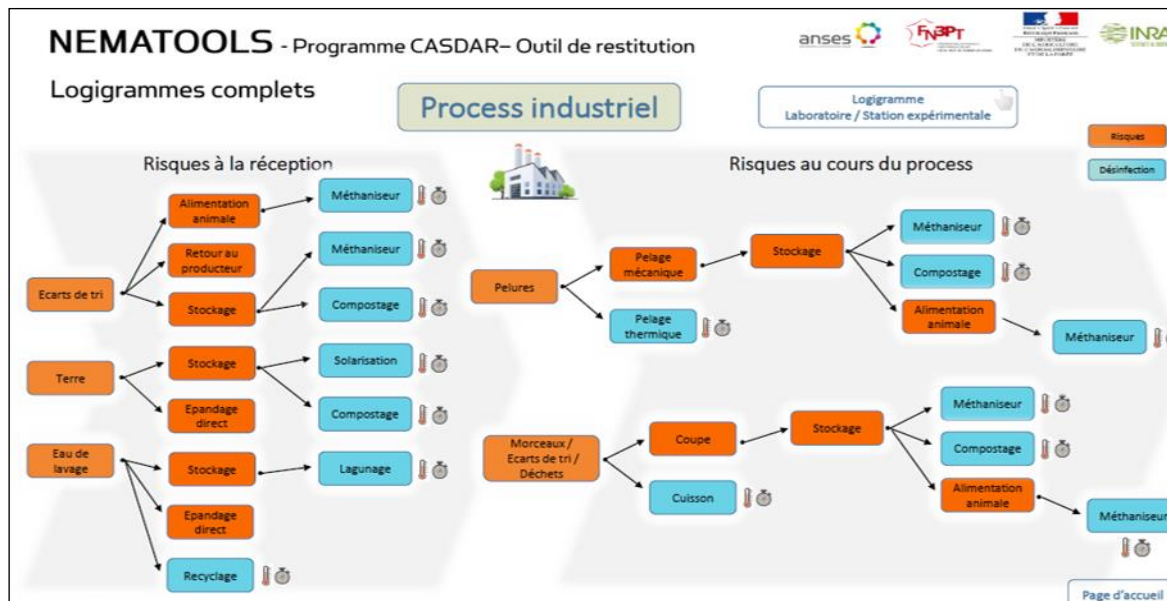 NEMATOOLS - Programme CASDAR– Outil de restitution
anses
FN3PT
INRA
Logigrammes complets
Process industriel
Logigramme
Laboratoire / Station expérimentale
Risques
Désinfection
Risques à la réception
Ecarts de tri
Alimentation
animale
Méthaniseur
Retour au
producteur
Stockage
Méthaniseur
Compostage
Terre
Stockage
Solarisation
Compostage
Epandage
direct
Eau de
lavage
Stockage
Lagunage
Epandage
direct
Recyclage
Risques au cours du process
Pelures
Pelage
mécanique
Stockage
Méthaniseur
Compostage
Alimentation
animale
Méthaniseur
Pelage
thermique
Morceaux /
Ecarts de tri /
Déchets
Coupe
Stockage
Méthaniseur
Compostage
Alimentation
animale
Méthaniseur
Cuisson
Page d'accueil